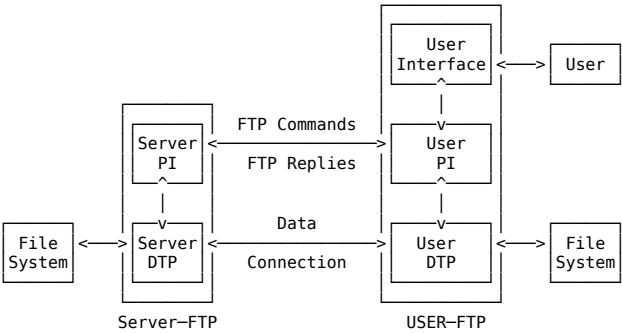 User
Interface
User
FTP Commands
Server
PI
User
PI
FTP Replies
Data
File
System
Server
DTP
User
DTP
File
System
Connection
Server-FTP
USER-FTP